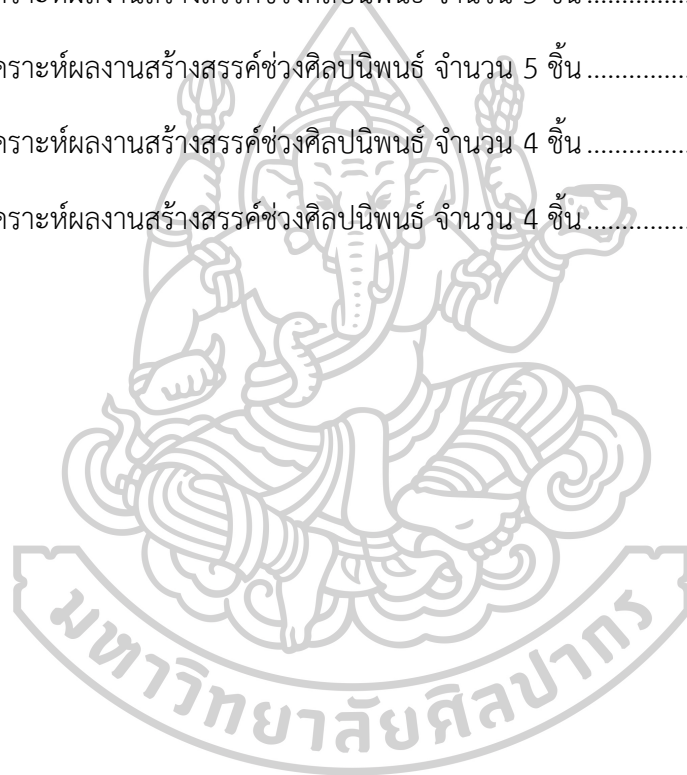 คราะห์ผลงานสร้างสรรค์ช่วงศิลปนิพนธ์ จำนวน 5 ชิ้น ................
คราะห์ผลงานสร้างสรรค์ช่วงศิลปนิพนธ์ จำนวน 4 ชิ้น ................
คราะห์ผลงานสร้างสรรค์ช่วงศิลปนิพนธ์ จำนวน 4 ชิ้น ................
มหาวิทยาลัยศิลปากร